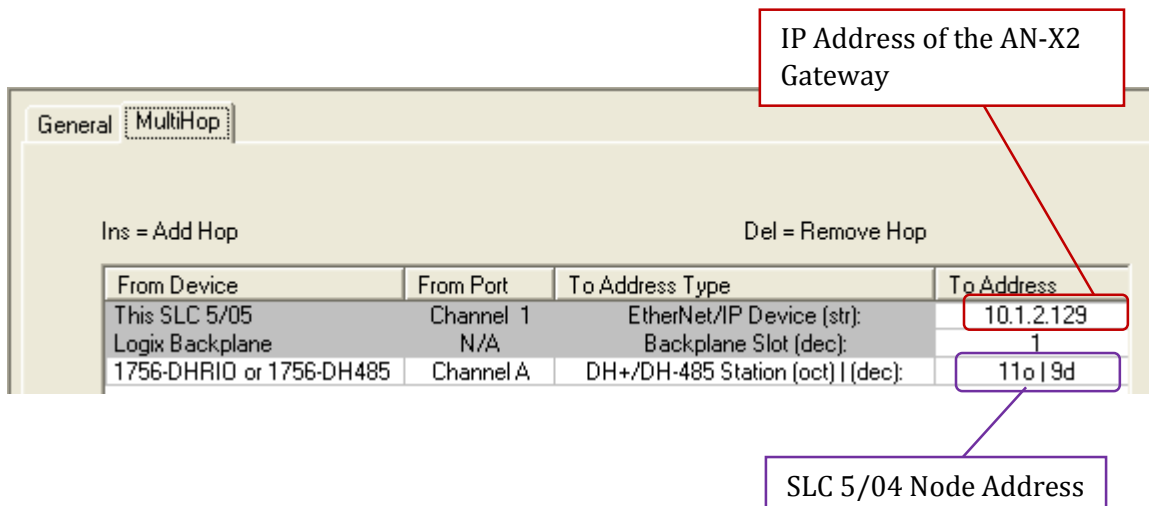 IP Address of the AN-X2
Gateway
General MultiHop
Ins = Add Hop Del = Remove Hop
From Device From Port To Address Type To Address
This SLC 5/05 Channel 1 EtherNet/IP Device (str): 10.1.2.129
Logix Backplane N/A Backplane Slot (dec): 1
1756-DHRIO or 1756-DH485 Channel A DH+/DH-485 Station (oct) | (dec): 11o | 9d
SLC 5/04 Node Address